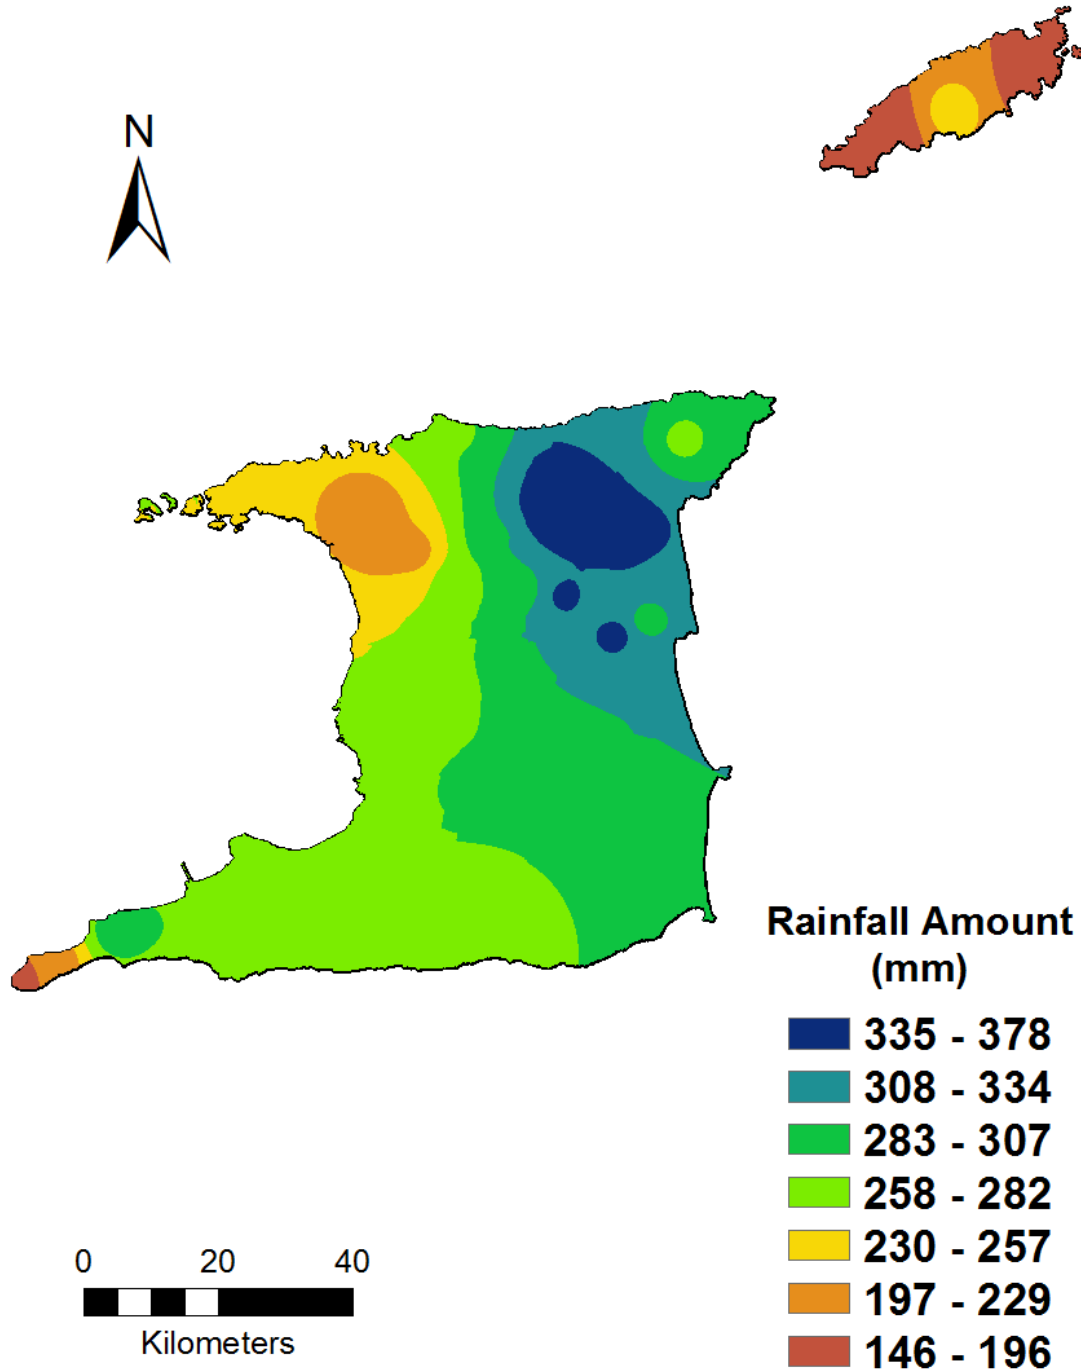 N
Rainfall Amount
(mm)
335 - 378
308 - 334
283 - 307
258 - 282
230 - 257
197 - 229
146 - 196
0 20 40
Kilometers